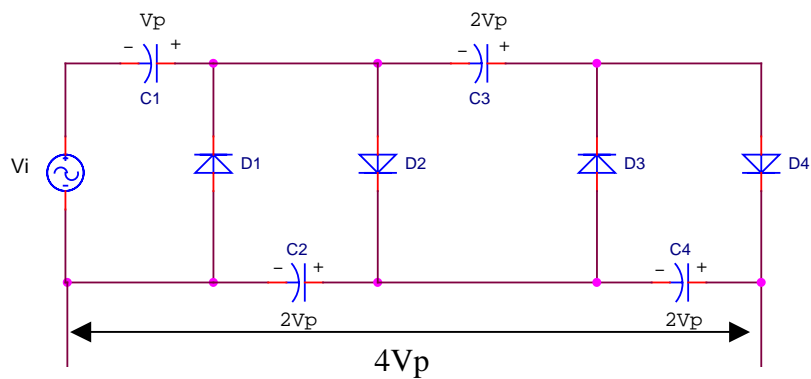 Vp
2Vp
− +
− +
C1
C3
Vi
+
-
D1
D2
D3
D4
C2
C4
− +
− +
2Vp
2Vp
4Vp